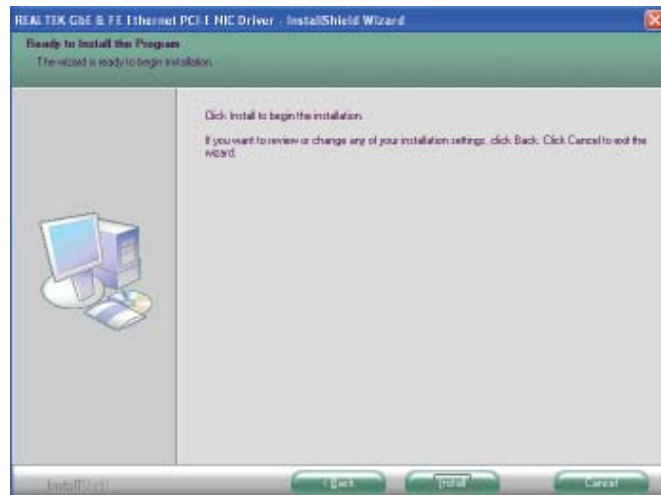 REALTEK GbE & FE Ethernet PCI-E NIC Driver - InstallShield Wizard
Ready to Install the Program
The wizard is ready to begin installation.
Click Install to begin the installation.
If you want to review or change any of your installation settings, click Back. Click Cancel to exit the
wizard.
InstallShield
< Back
Install
Cancel